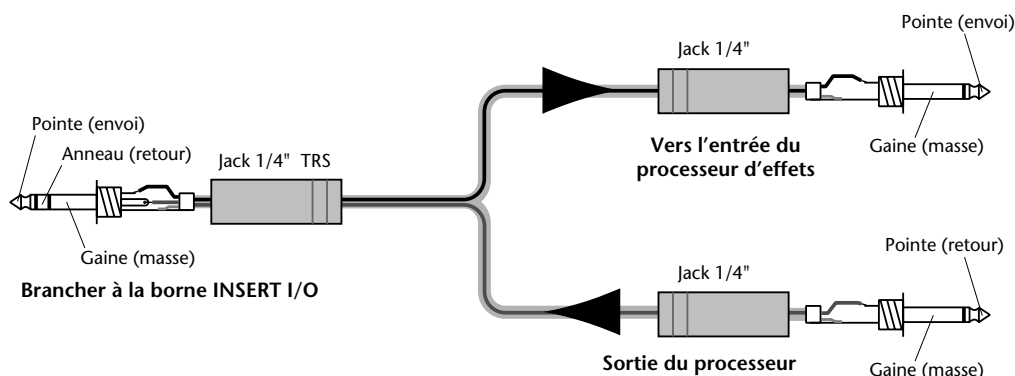 Pointe (envoi)
Anneau (retour)
Jack 1/4"  TRS
Gaine (masse)
Brancher à la borne INSERT I/O
Jack 1/4"
Pointe (envoi)
Vers l'entrée du
processeur d'effets
Gaine (masse)
Jack 1/4"
Pointe (retour)
Sortie du processeur
Gaine (masse)